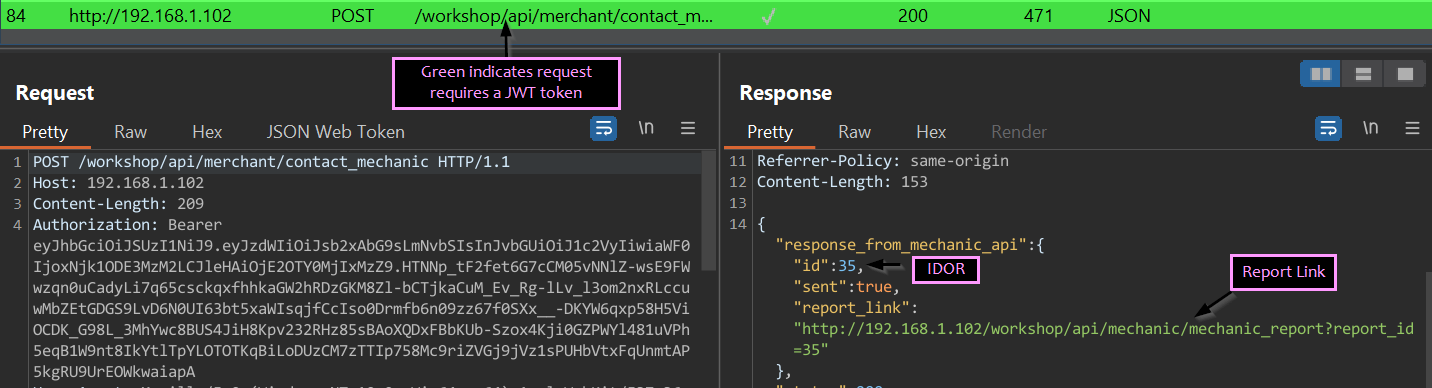 84 http://192.168.1.102 POST /workshop/api/merchant/contact_m... 200 471 JSON
Green indicates request
requires a JWT token
Request
Pretty Raw Hex JSON Web Token \n
1 POST /workshop/api/merchant/contact_mechanic HTTP/1.1
2 Host: 192.168.1.102
3 Content-Length: 209
4 Authorization: Bearer
eyJhbGciOiJSUzI1NiJ9.eyJzdWIiOiJsb2xAbG9sLmNvbSIsInJvbGUiOiJ1c2VyIiwiaWF0
IjoxNjk1ODE3MzM2LCJleHAiOjE2OTY0MjIxMzZ9.HTNNp_tF2fet6G7cCM05vNNlZ-wsE9FW
wzqn0uCadyLi7q65csckqxfhhkaGW2hRDzGKM8Zl-bCTjkaCuM_Ev_Rg-lLv_l3om2nxRLccu
wMbZEtGDGS9LvD6N0UI63bt5xaWIsqjfCcIso0Drmfb6n09zz67f0SXx__-DKYW6qxp58H5Vi
OCDK_G98L_3MhYwc8BUS4JiH8Kpv232RHz85sBAoXQDxFBbKUb-Szox4Kji0GZPWYl481uVPh
5eqB1W9nt8IkYtlTpYLOTOTKqBiLoDUzCM7zTTIp758Mc9riZVGj9jVz1sPUHbVtxFqUnmtAP
5kgRU9UrEOWkwaiapA
Response
Pretty Raw Hex Render \n
11 Referrer-Policy: same-origin
12 Content-Length: 153
13
14 {
"response_from_mechanic_api":{
"id":35,
IDOR
"sent":true,
Report Link
"report_link":
"http://192.168.1.102/workshop/api/mechanic/mechanic_report?report_id
=35"
},